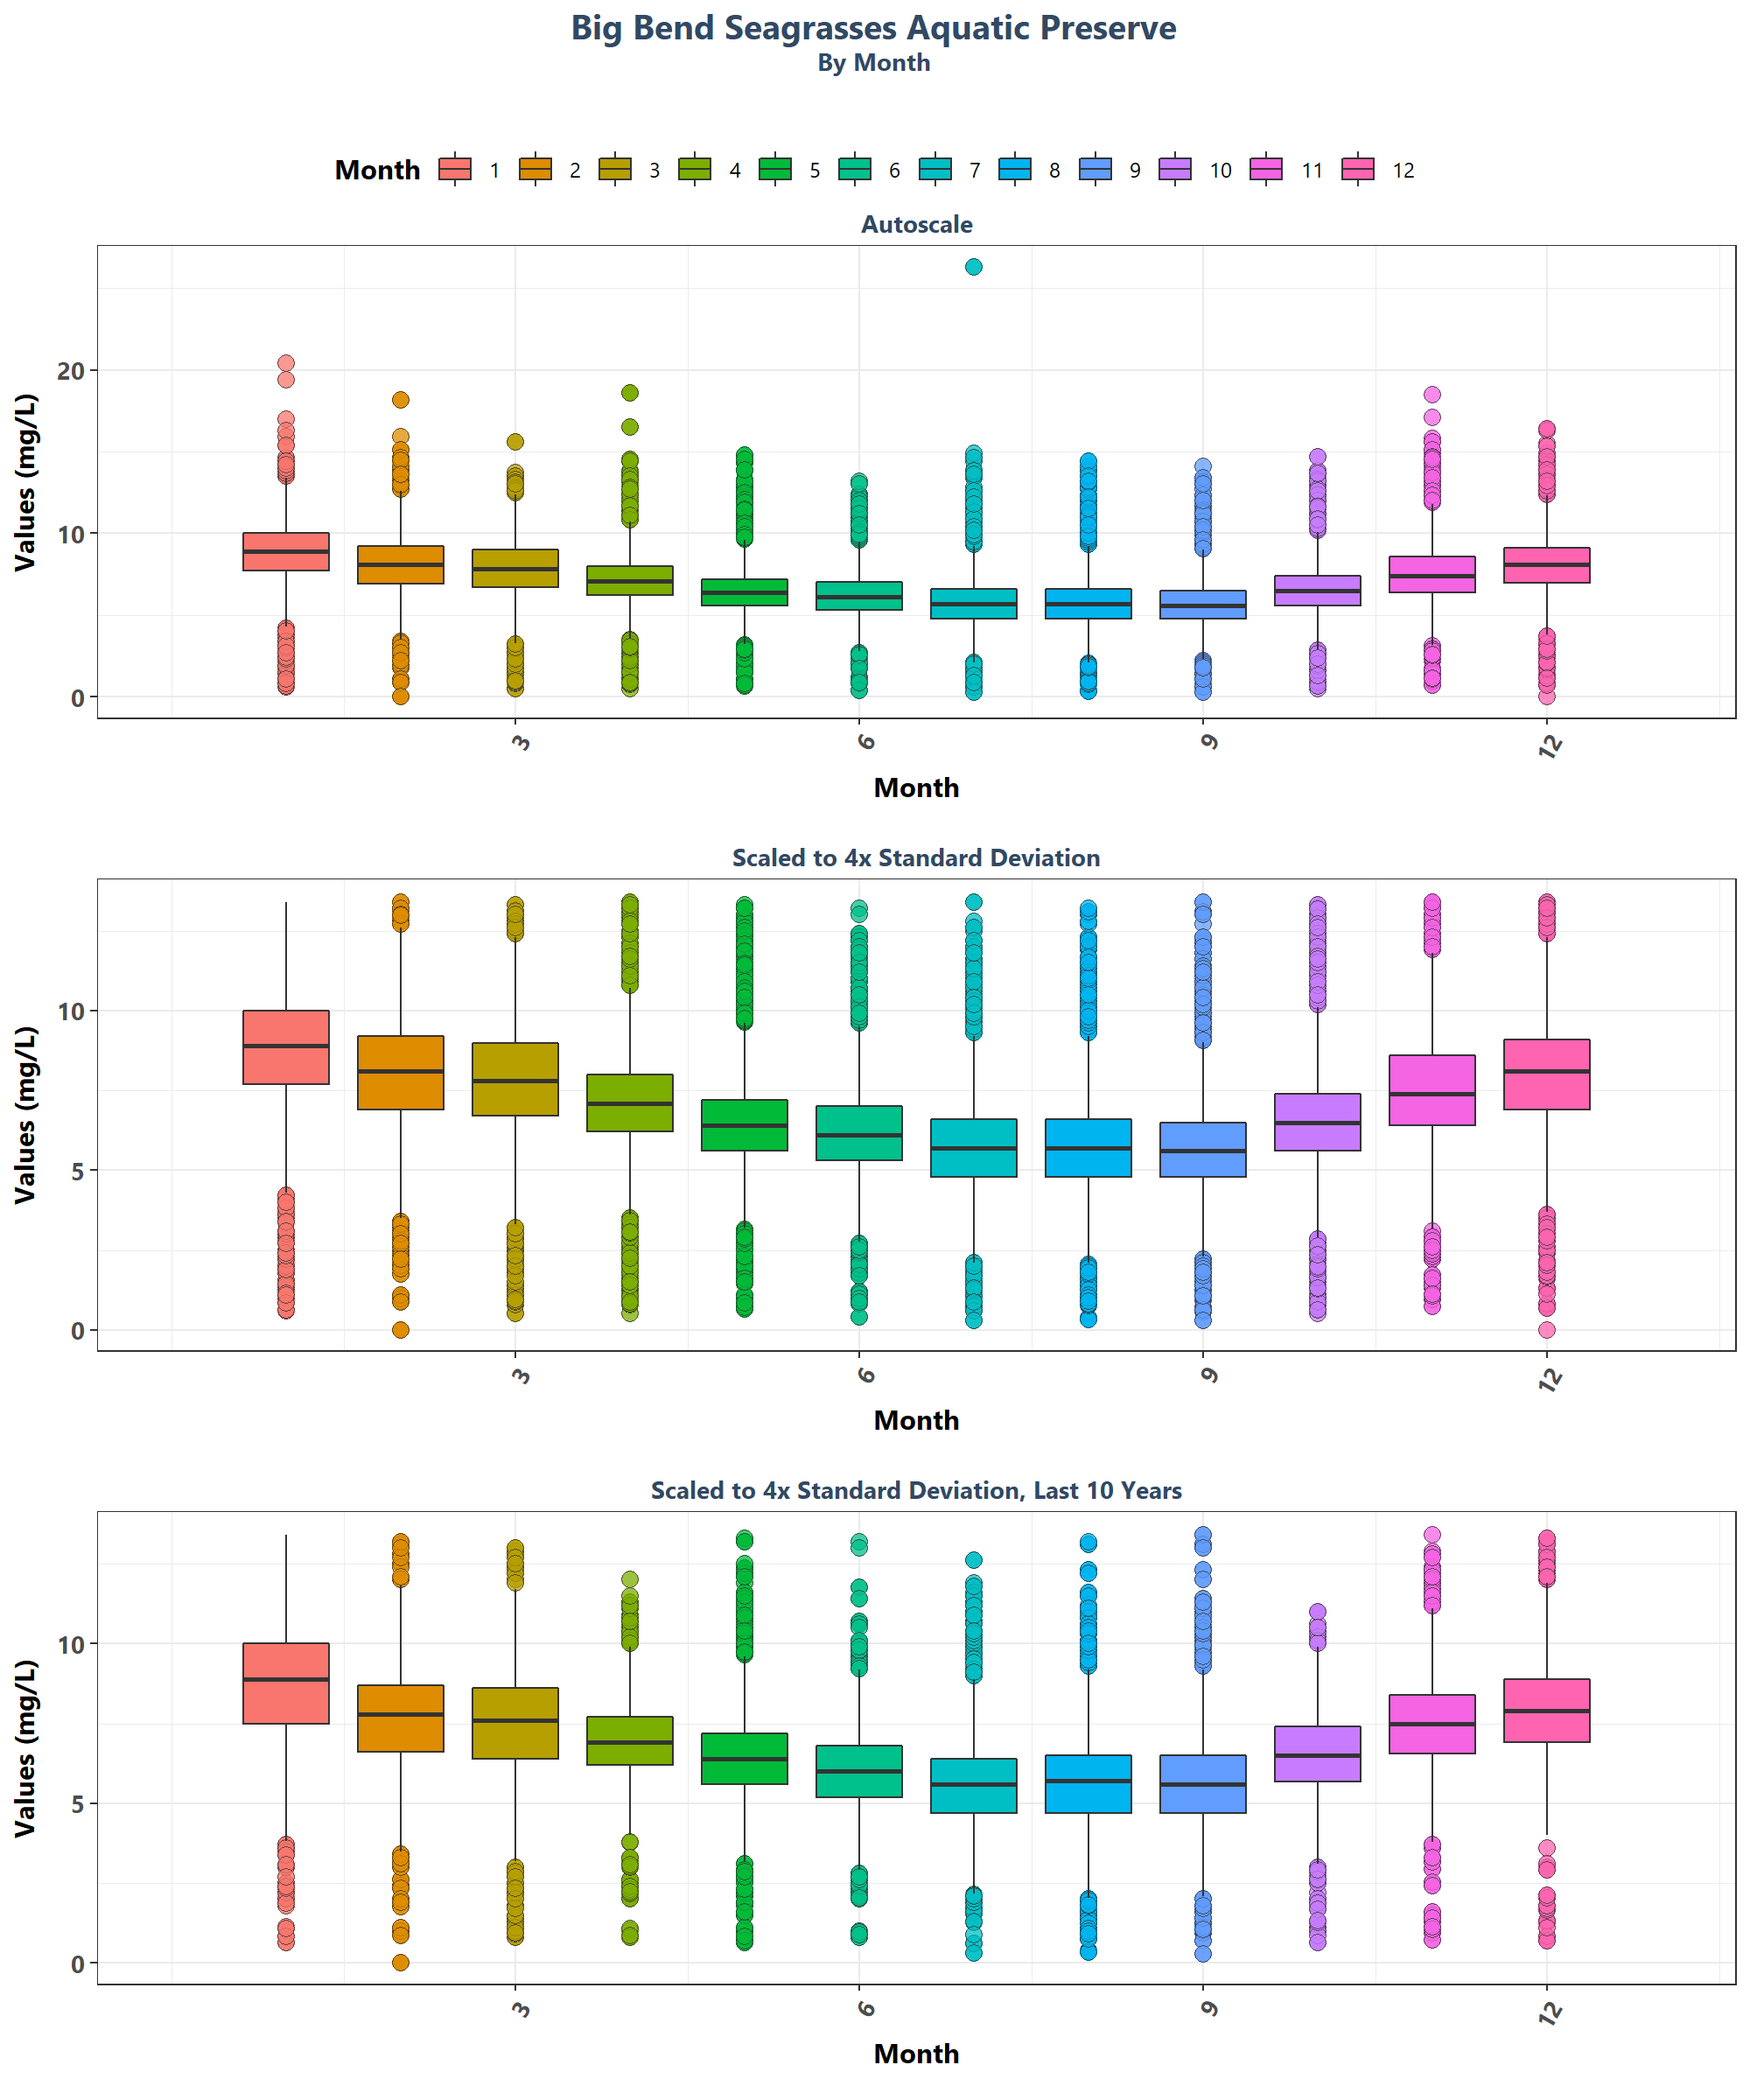 Big Bend Seagrasses Aquatic Preserve
By Month
Month 1 2 3 4 5 6 7 8 9 10 11 12
Autoscale
Values (mg/L)
20
10
0
3 6 9 12
Month
Scaled to 4x Standard Deviation
Values (mg/L)
10
5
0
3 6 9 12
Month
Scaled to 4x Standard Deviation, Last 10 Years
Values (mg/L)
10
5
0
3 6 9 12
Month